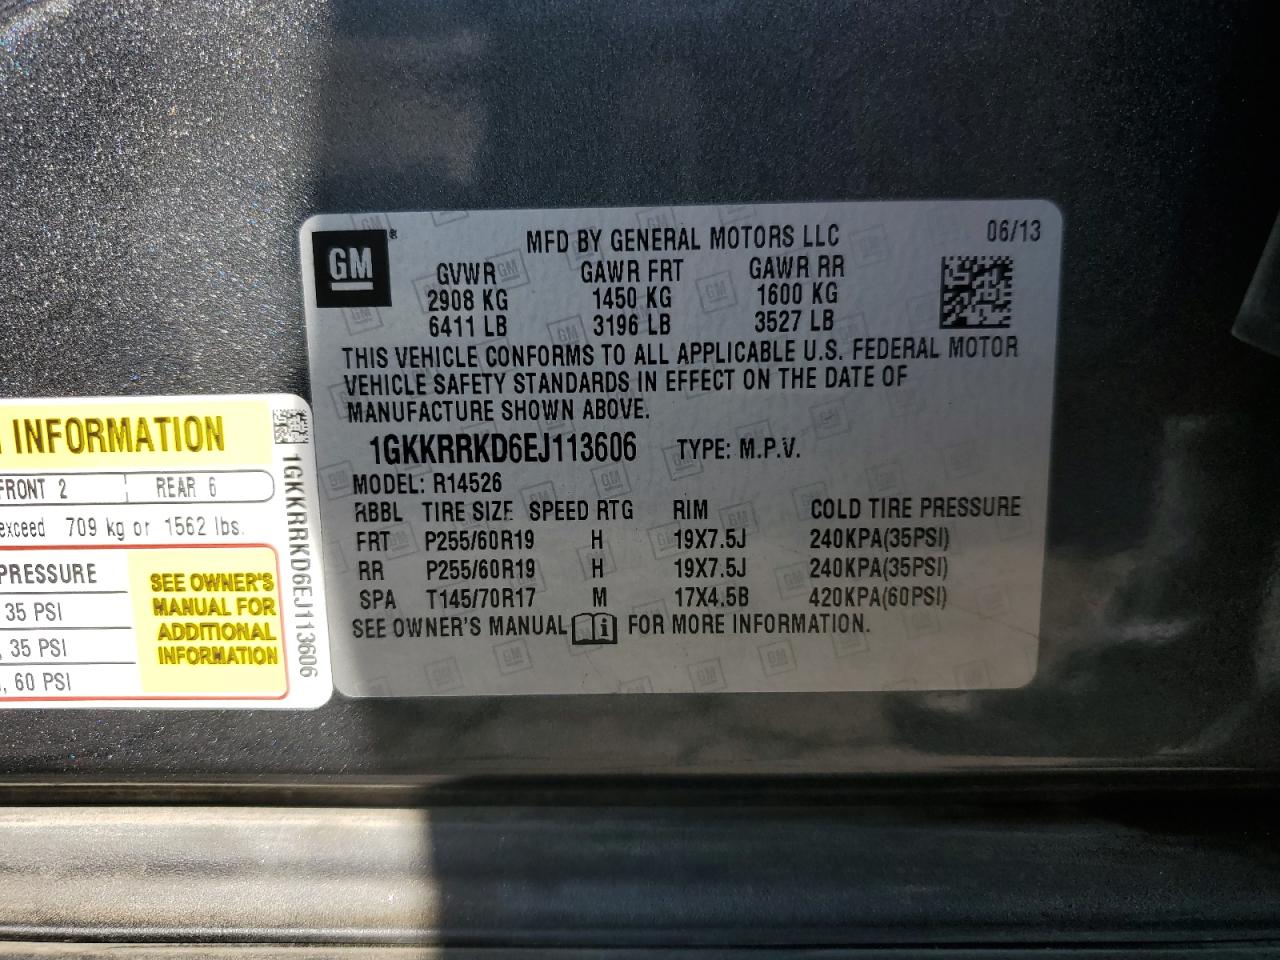 GM
MFD BY GENERAL MOTORS LLC 06/13
GVWR GAWR FRT GAWR RR
2908 KG 1450 KG 1600 KG
6411 LB 3196 LB 3527 LB
THIS VEHICLE CONFORMS TO ALL APPLICABLE U.S. FEDERAL MOTOR
VEHICLE SAFETY STANDARDS IN EFFECT ON THE DATE OF
MANUFACTURE SHOWN ABOVE.
1GKKRRKD6EJ113606 TYPE: M.P.V.
MODEL: R14526
RBBL TIRE SIZE SPEED RTG RIM COLD TIRE PRESSURE
FRT P255/60R19 H 19X7.5J 240KPA(35PSI)
RR P255/60R19 H 19X7.5J 240KPA(35PSI)
SPA T145/70R17 M 17X4.5B 420KPA(60PSI)
SEE OWNER'S MANUAL FOR MORE INFORMATION.
INFORMATION
FRONT 2 REAR 6
exceed 709 kg or 1562 lbs.
PRESSURE
35 PSI
, 35 PSI
, 60 PSI
SEE OWNER'S
MANUAL FOR
ADDITIONAL
INFORMATION
1GKKRRKD6EJ113606